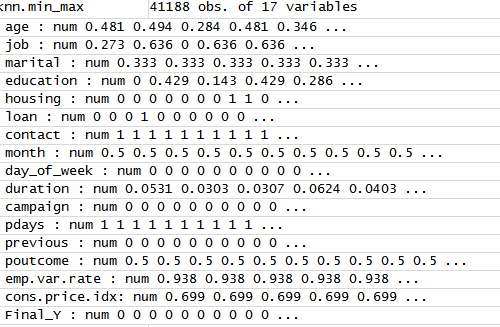 knn.min_max 41188 obs. of 17 variables
age : num 0.481 0.494 0.284 0.481 0.346 ...
job : num 0.273 0.636 0 0.636 0.636 ...
marital : num 0.333 0.333 0.333 0.333 0.333 ...
education : num 0 0.429 0.143 0.429 0.286 ...
housing : num 0 0 0 0 0 0 0 1 1 0 ...
loan : num 0 0 0 1 0 0 0 0 0 0 ...
contact : num 1 1 1 1 1 1 1 1 1 1 ...
month : num 0.5 0.5 0.5 0.5 0.5 0.5 0.5 0.5 0.5 0.5 ...
day_of_week : num 0 0 0 0 0 0 0 0 0 0 ...
duration : num 0.0531 0.0303 0.0307 0.0624 0.0403 ...
campaign : num 0 0 0 0 0 0 0 0 0 0 ...
pdays : num 1 1 1 1 1 1 1 1 1 1 ...
previous : num 0 0 0 0 0 0 0 0 0 0 ...
poutcome : num 0.5 0.5 0.5 0.5 0.5 0.5 0.5 0.5 0.5 0.5 ...
emp.var.rate : num 0.938 0.938 0.938 0.938 0.938 ...
cons.price.idx: num 0.699 0.699 0.699 0.699 0.699 ...
Final_Y : num 0 0 0 0 0 0 0 0 0 0 ...